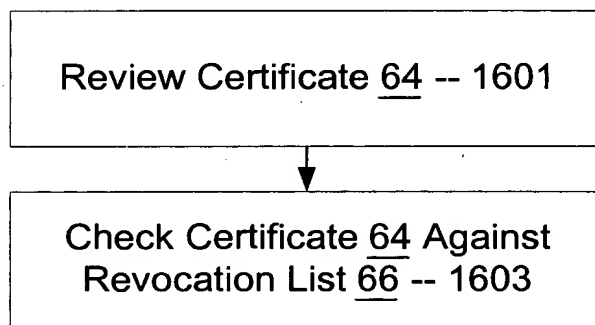 Review Certificate 64 -- 1601
Check Certificate 64 Against
Revocation List 66 -- 1603